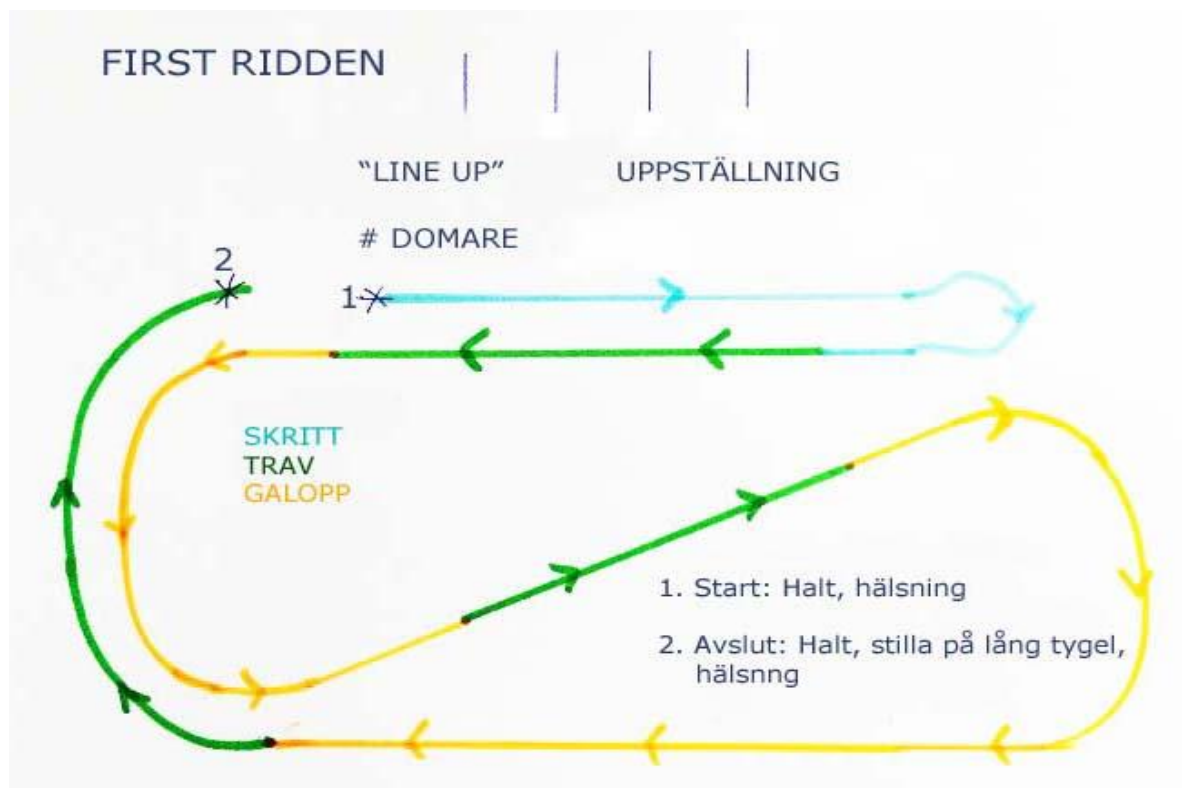 FIRST RIDDEN
“LINE UP” UPPSTÄLLNING
# DOMARE
2
1
SKRITT
TRAV
GALOPP
1. Start: Halt, hälsning
2. Avslut: Halt, stilla på lång tygel,
hälsnng